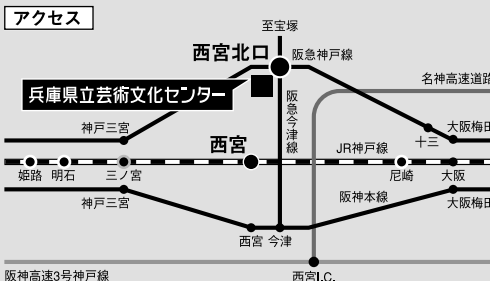 アクセス
至宝塚
西宮北口
阪急神戸線
名神高速道路
兵庫県立芸術文化センター
阪急今津線
神戸三宮
西宮
十三
大阪梅田
JR神戸線
姫路
明石
三ノ宮
尼崎
大阪
神戸三宮
阪神本線
大阪梅田
西宮
今津
阪神高速3号神戸線
西宮I.C.